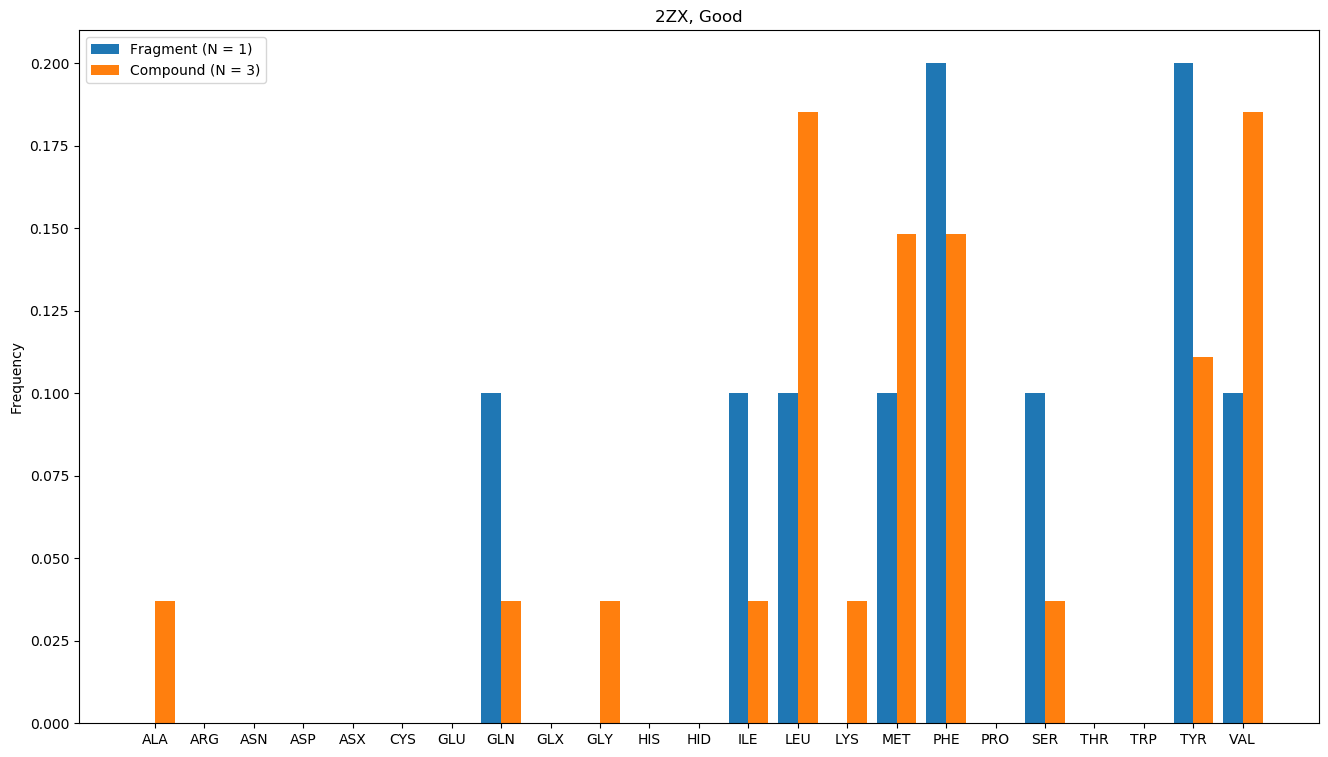 2ZX, Good
Fragment (N = 1)
Compound (N = 3)
Frequency
0.200
0.175
0.150
0.125
0.100
0.075
0.050
0.025
0.000
ALA ARG ASN ASP ASX CYS GLU GLN GLX GLY HIS HID ILE LEU LYS MET PHE PRO SER THR TRP TYR VAL